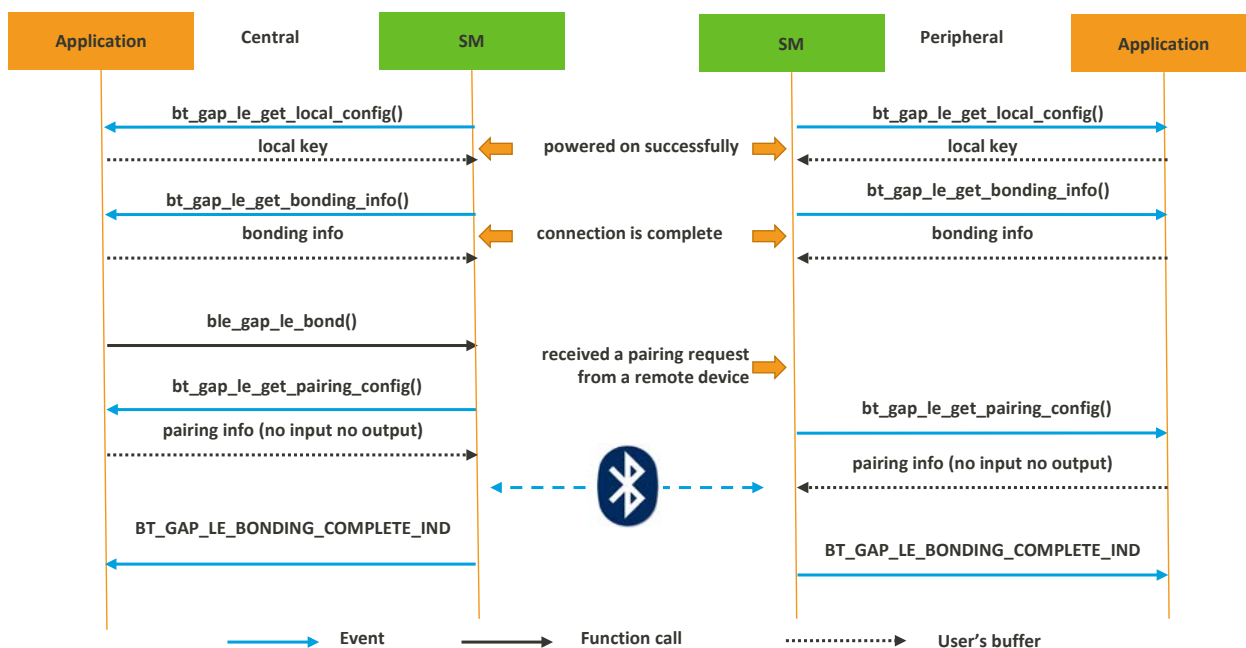 Application
Central
SM
SM
Peripheral
Application
bt_gap_le_get_local_config()
bt_gap_le_get_local_config()
local key
powered on successfully
local key
bt_gap_le_get_bonding_info()
bt_gap_le_get_bonding_info()
bonding info
connection is complete
bonding info
ble_gap_le_bond()
received a pairing request
from a remote device
bt_gap_le_get_pairing_config()
bt_gap_le_get_pairing_config()
pairing info (no input no output)
pairing info (no input no output)
BT_GAP_LE_BONDING_COMPLETE_IND
BT_GAP_LE_BONDING_COMPLETE_IND
Event
Function call
User's buffer